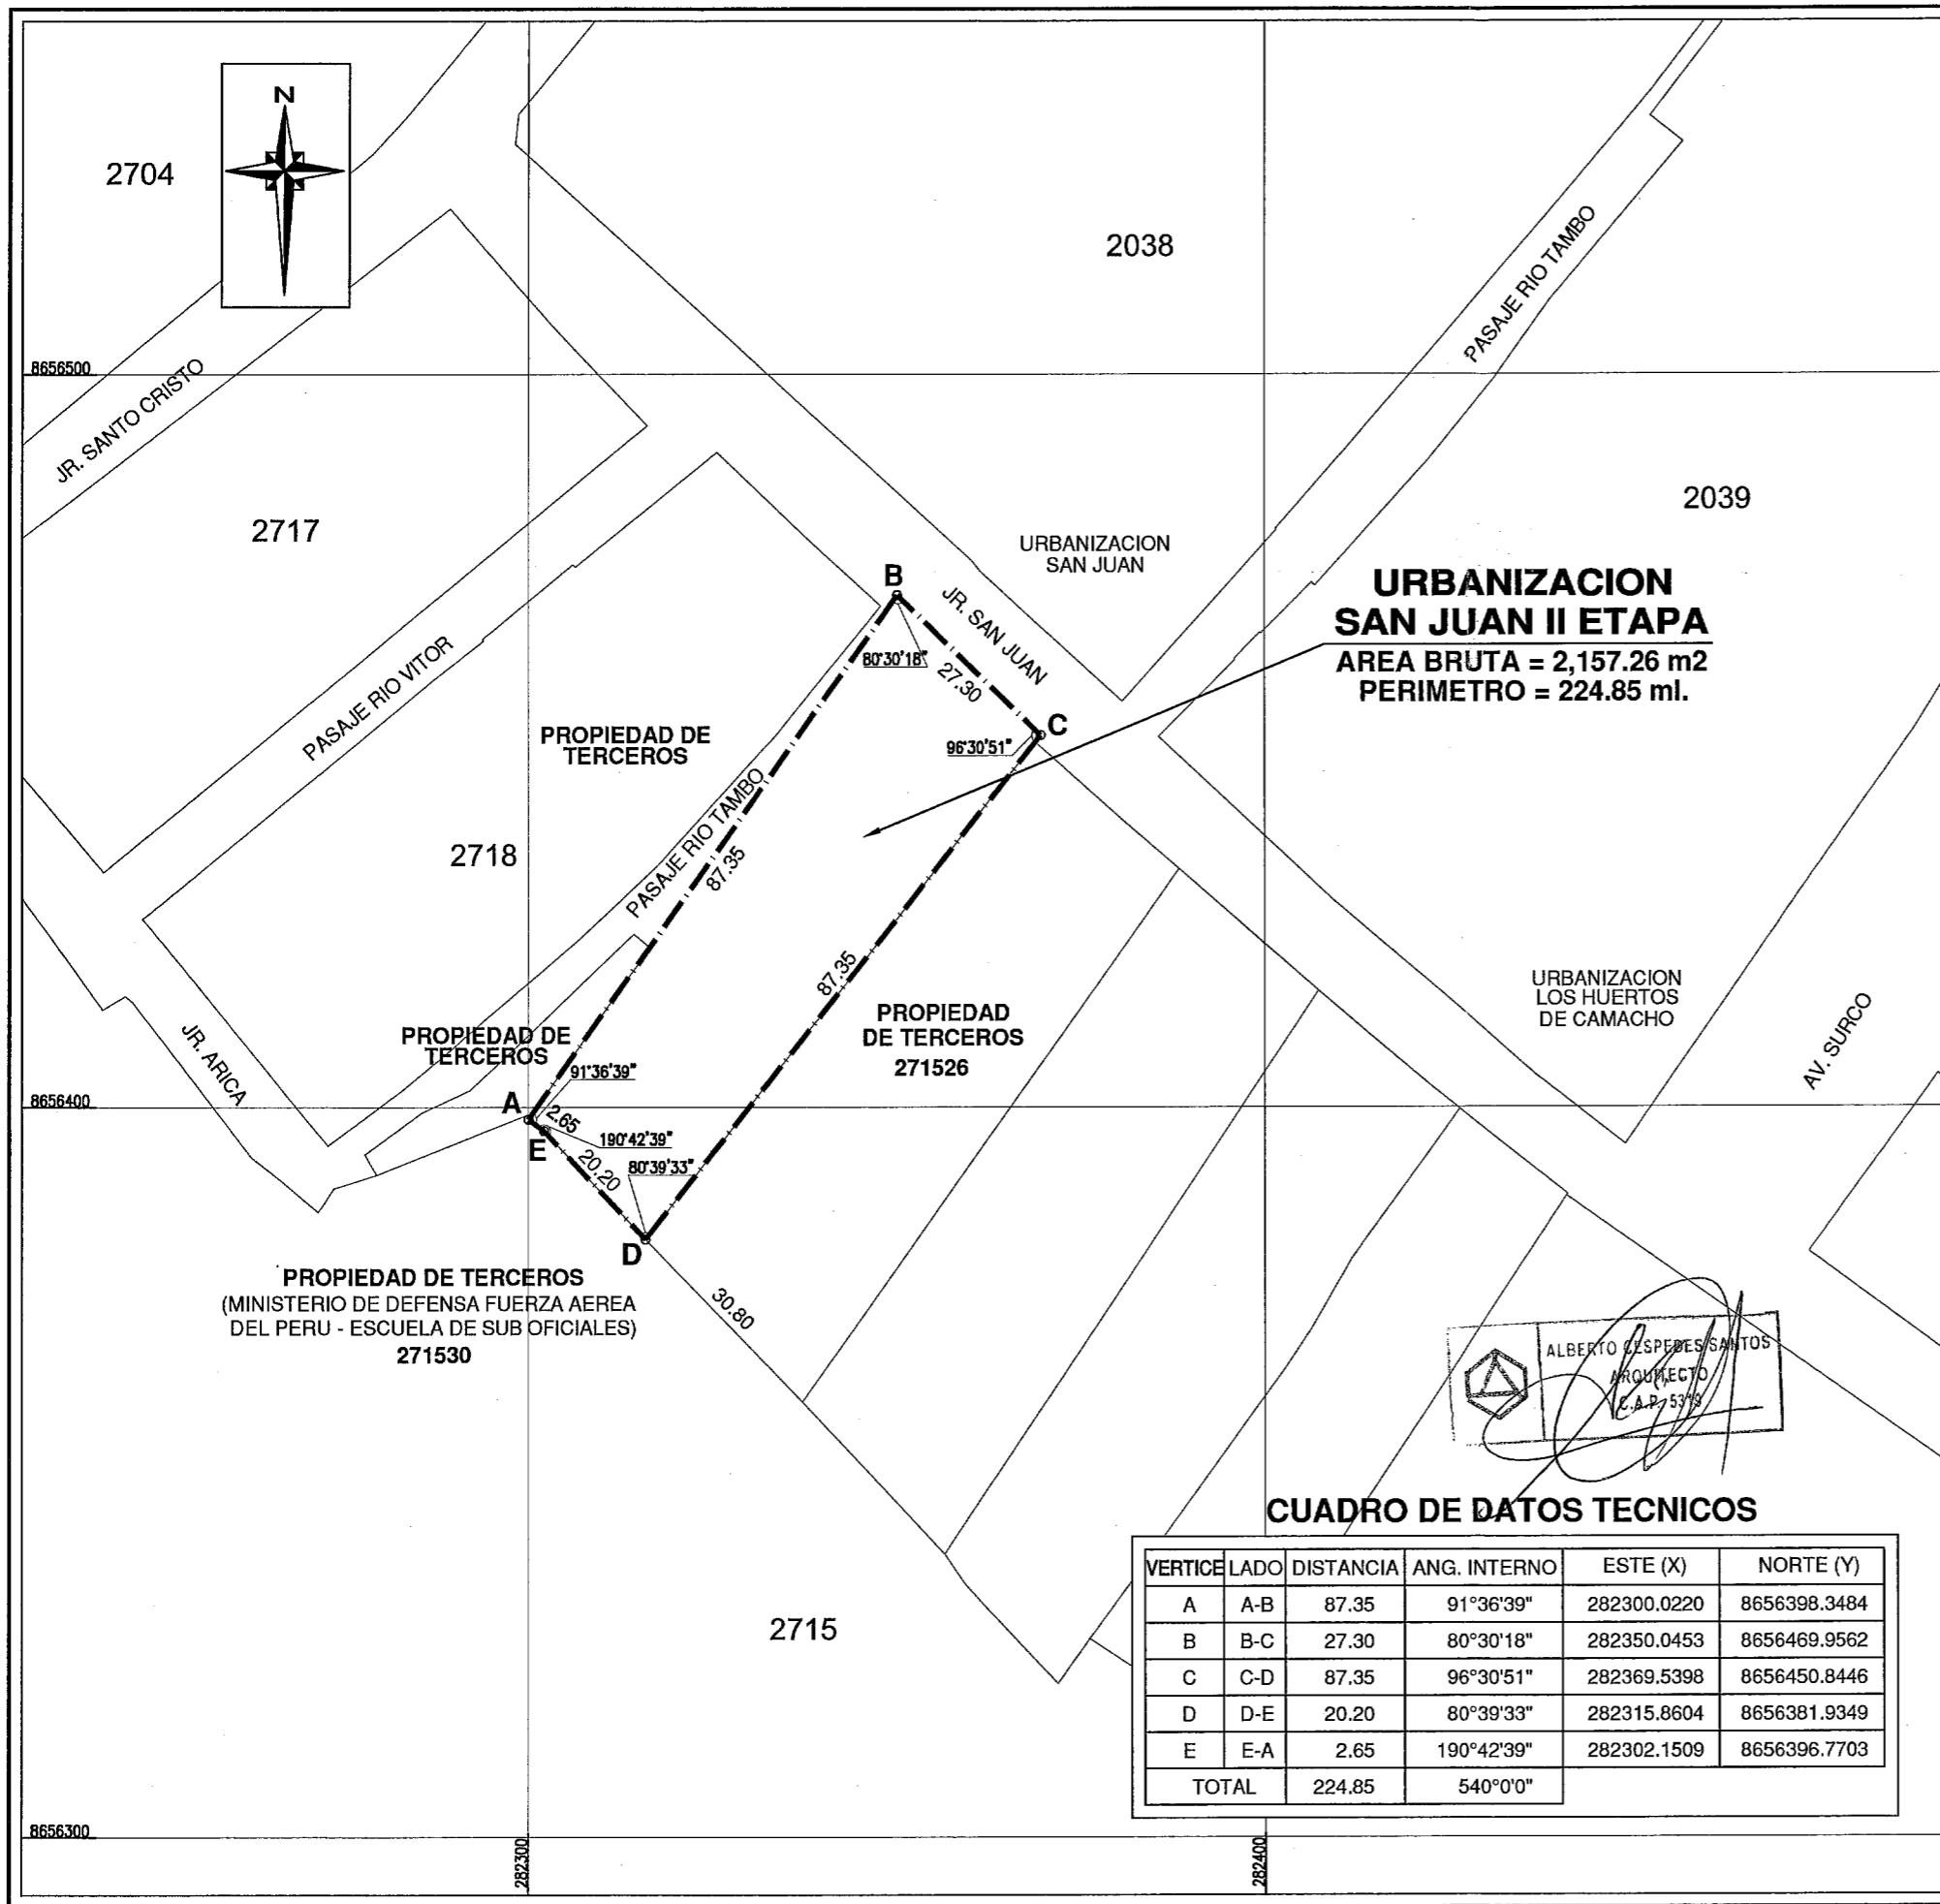 N
2704
2038
PASAJE RIO TAMBO
8656500
JR. SANTO CRISTO
2717
2039
URBANIZACION
SAN JUAN
URBANIZACION
SAN JUAN II ETAPA
AREA BRUTA = 2,157.26 m2
PERIMETRO = 224.85 ml.
B
JR. SAN JUAN
80°30'18"
27.30
PASAJE RIO VITOR
PROPIEDAD DE
TERCEROS
C
96°30'51"
PASAJE RIO TAMBO
87.35
2718
87.35
URBANIZACION
LOS HUERTOS
DE CAMACHO
AV. SURCO
PROPIEDAD
DE TERCEROS
271526
JR. ARICA
PROPIEDAD DE
TERCEROS
91°36'39"
8656400
A
2.65
E
190°42'39"
20.20
80°39'33"
D
PROPIEDAD DE TERCEROS
(MINISTERIO DE DEFENSA FUERZA AEREA
DEL PERU - ESCUELA DE SUB OFICIALES)
271530
30.80
ALBERTO CESPEDES SANTOS
ARQUITECTO
C.A.P. 5319
CUADRO DE DATOS TECNICOS
VERTICE LADO DISTANCIA ANG. INTERNO ESTE (X) NORTE (Y)
A A-B 87.35 91°36'39" 282300.0220 8656398.3484
B B-C 27.30 80°30'18" 282350.0453 8656469.9562
C C-D 87.35 96°30'51" 282369.5398 8656450.8446
D D-E 20.20 80°39'33" 282315.8604 8656381.9349
E E-A 2.65 190°42'39" 282302.1509 8656396.7703
TOTAL 224.85 540°0'0"
2715
8656300
282300
282400